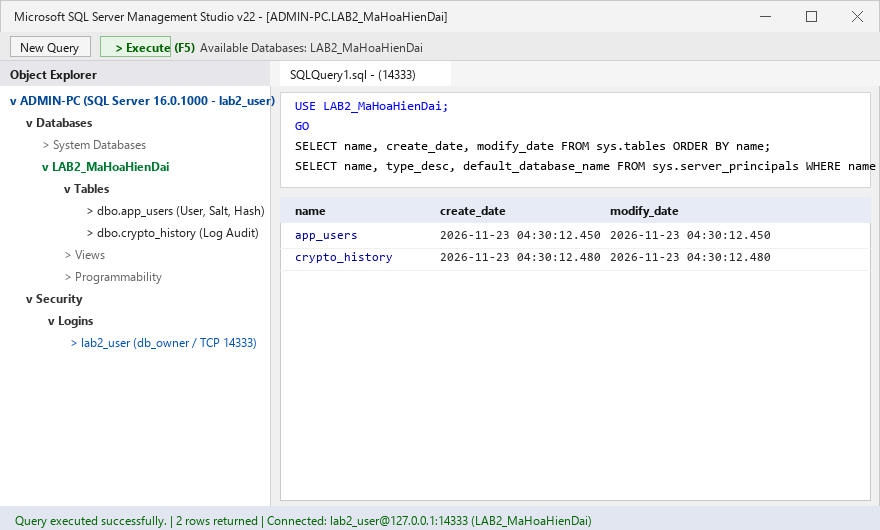 Microsoft SQL Server Management Studio v22 - [ADMIN-PC.LAB2_MaHoaHienDai]
New Query
> Execute (F5)
Available Databases: LAB2_MaHoaHienDai
Object Explorer
v ADMIN-PC (SQL Server 16.0.1000 - lab2_user)
v Databases
> System Databases
v LAB2_MaHoaHienDai
v Tables
> dbo.app_users (User, Salt, Hash)
> dbo.crypto_history (Log Audit)
> Views
> Programmability
v Security
v Logins
> lab2_user (db_owner / TCP 14333)
SQLQuery1.sql - (14333)
USE LAB2_MaHoaHienDai;
GO
SELECT name, create_date, modify_date FROM sys.tables ORDER BY name;
SELECT name, type_desc, default_database_name FROM sys.server_principals WHERE name
name create_date modify_date
app_users 2026-11-23 04:30:12.450 2026-11-23 04:30:12.450
crypto_history 2026-11-23 04:30:12.480 2026-11-23 04:30:12.480
Query executed successfully. | 2 rows returned | Connected: lab2_user@127.0.0.1:14333 (LAB2_MaHoaHienDai)